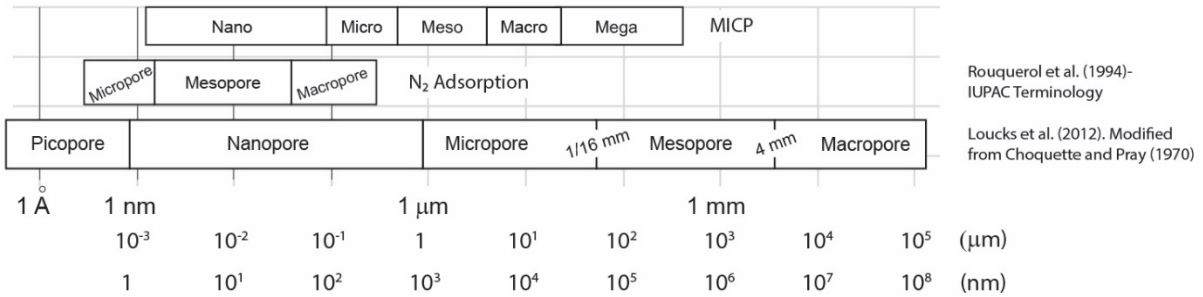 Nano Micro Meso Macro Mega MICP
Micropore Mesopore Macropore N₂ Adsorption
Rouquerol et al. (1994)-
IUPAC Terminology
Picopore Nanopore Micropore 1/16 mm Mesopore 4 mm Macropore
Loucks et al. (2012). Modified
from Choquette and Pray (1970)
1 Å 1 nm 1 μm 1 mm
10⁻³ 10⁻² 10⁻¹ 1 10¹ 10² 10³ 10⁴ 10⁵ (μm)
1 10¹ 10² 10³ 10⁴ 10⁵ 10⁶ 10⁷ 10⁸ (nm)